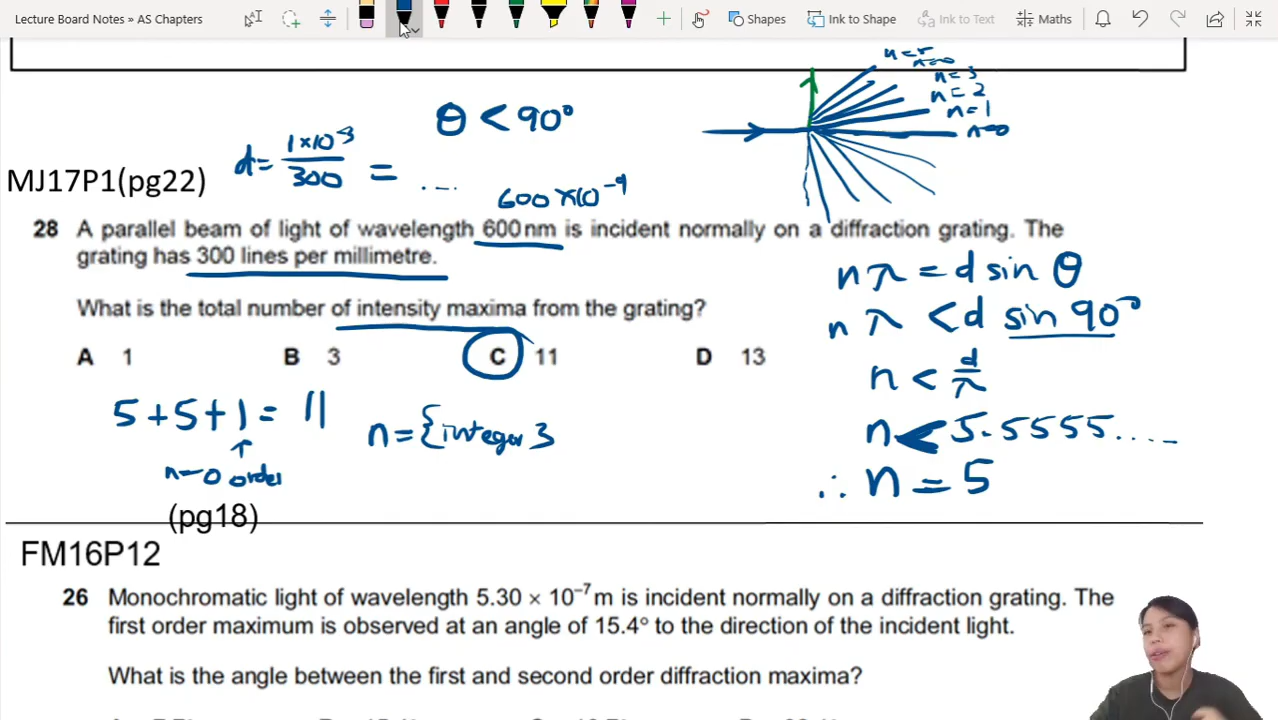 Lecture Board Notes » AS Chapters
Shapes
Ink to Shape
Ink to Text
Maths
n=3
n=2
n=1
n=0
θ < 90°
d = 1×10⁻³ / 300 = ....
MJ17P1(pg22)
600×10⁻⁹
28 A parallel beam of light of wavelength 600 nm is incident normally on a diffraction grating. The
grating has 300 lines per millimetre.
What is the total number of intensity maxima from the grating?
A 1 B 3 C 11 D 13
nλ = d sin θ
nλ < d sin 90°
n < d/λ
n < 5.5555....
∴ n = 5
5+5+1 = 11
n = {integer}
n=0 order
(pg18)
FM16P12
26 Monochromatic light of wavelength 5.30 × 10⁻⁷ m is incident normally on a diffraction grating. The
first order maximum is observed at an angle of 15.4° to the direction of the incident light.
What is the angle between the first and second order diffraction maxima?